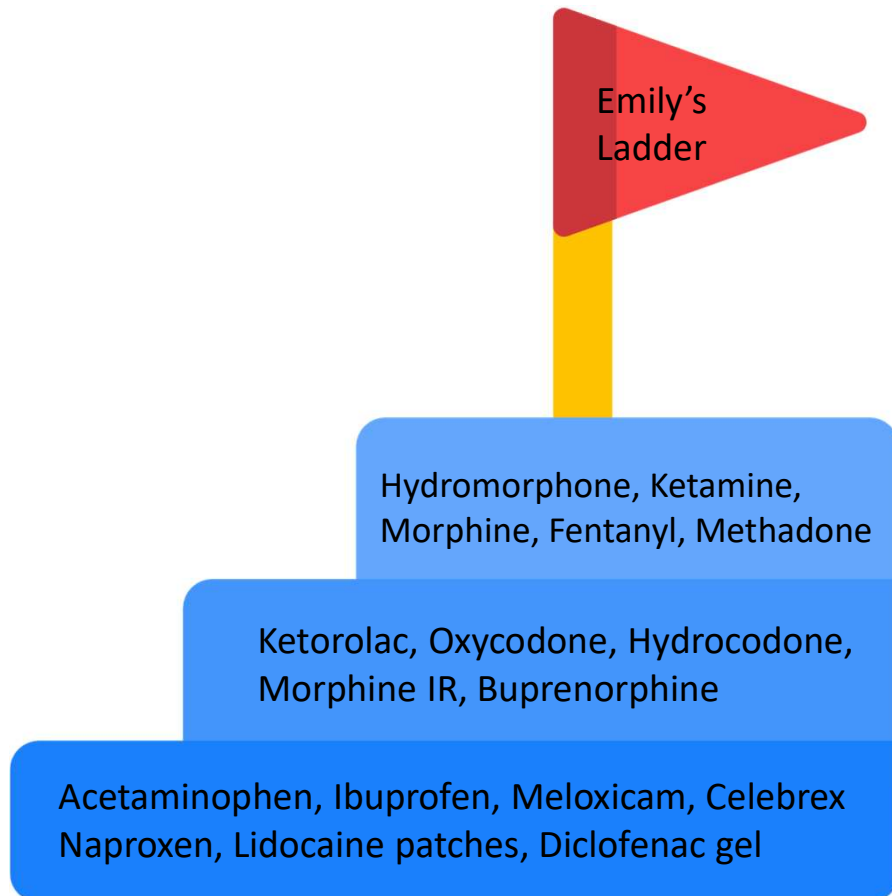 Emily’s
Ladder
Hydromorphone, Ketamine,
Morphine, Fentanyl, Methadone
Ketorolac, Oxycodone, Hydrocodone,
Morphine IR, Buprenorphine
Acetaminophen, Ibuprofen, Meloxicam, Celebrex
Naproxen, Lidocaine patches, Diclofenac gel